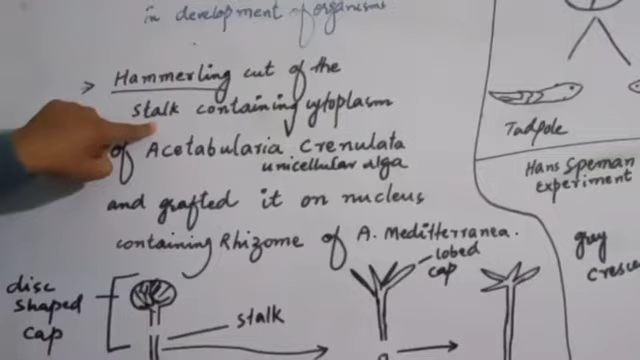 in development of organisms
> Hammerling cut of the
stalk containing cytoplasm
of Acetabularia Crenulata
unicellular alga
and grafted it on nucleus
containing Rhizome of A. Meditterranea.
lobed
cap
disc
shaped
cap
stalk
Tadpole
Hans Speman
experiment
grey
cresce